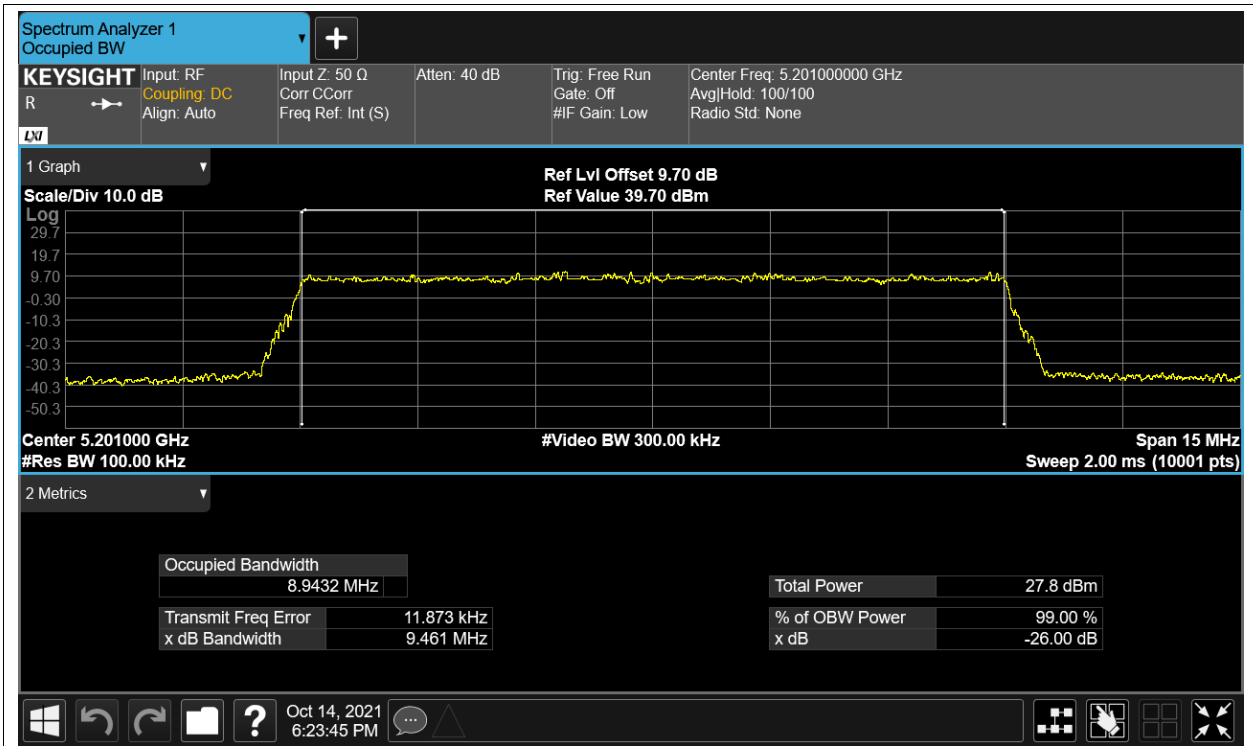 Spectrum Analyzer 1
Occupied BW
KEYSIGHT
R
LXI
Input: RF
Coupling: DC
Align: Auto
Input Z: 50 Ω
Corr CCorr
Freq Ref: Int (S)
Atten: 40 dB
Trig: Free Run
Gate: Off
#IF Gain: Low
Center Freq: 5.201000000 GHz
Avg|Hold: 100/100
Radio Std: None
1 Graph
Scale/Div 10.0 dB
Ref Lvl Offset 9.70 dB
Ref Value 39.70 dBm
Log
29.7
19.7
9.70
-0.30
-10.3
-20.3
-30.3
-40.3
-50.3
Center 5.201000 GHz
#Res BW 100.00 kHz
#Video BW 300.00 kHz
Span 15 MHz
Sweep 2.00 ms (10001 pts)
2 Metrics
Occupied Bandwidth
8.9432 MHz
Transmit Freq Error 11.873 kHz
x dB Bandwidth 9.461 MHz
Total Power 27.8 dBm
% of OBW Power 99.00 %
x dB -26.00 dB
?
Oct 14, 2021
6:23:45 PM